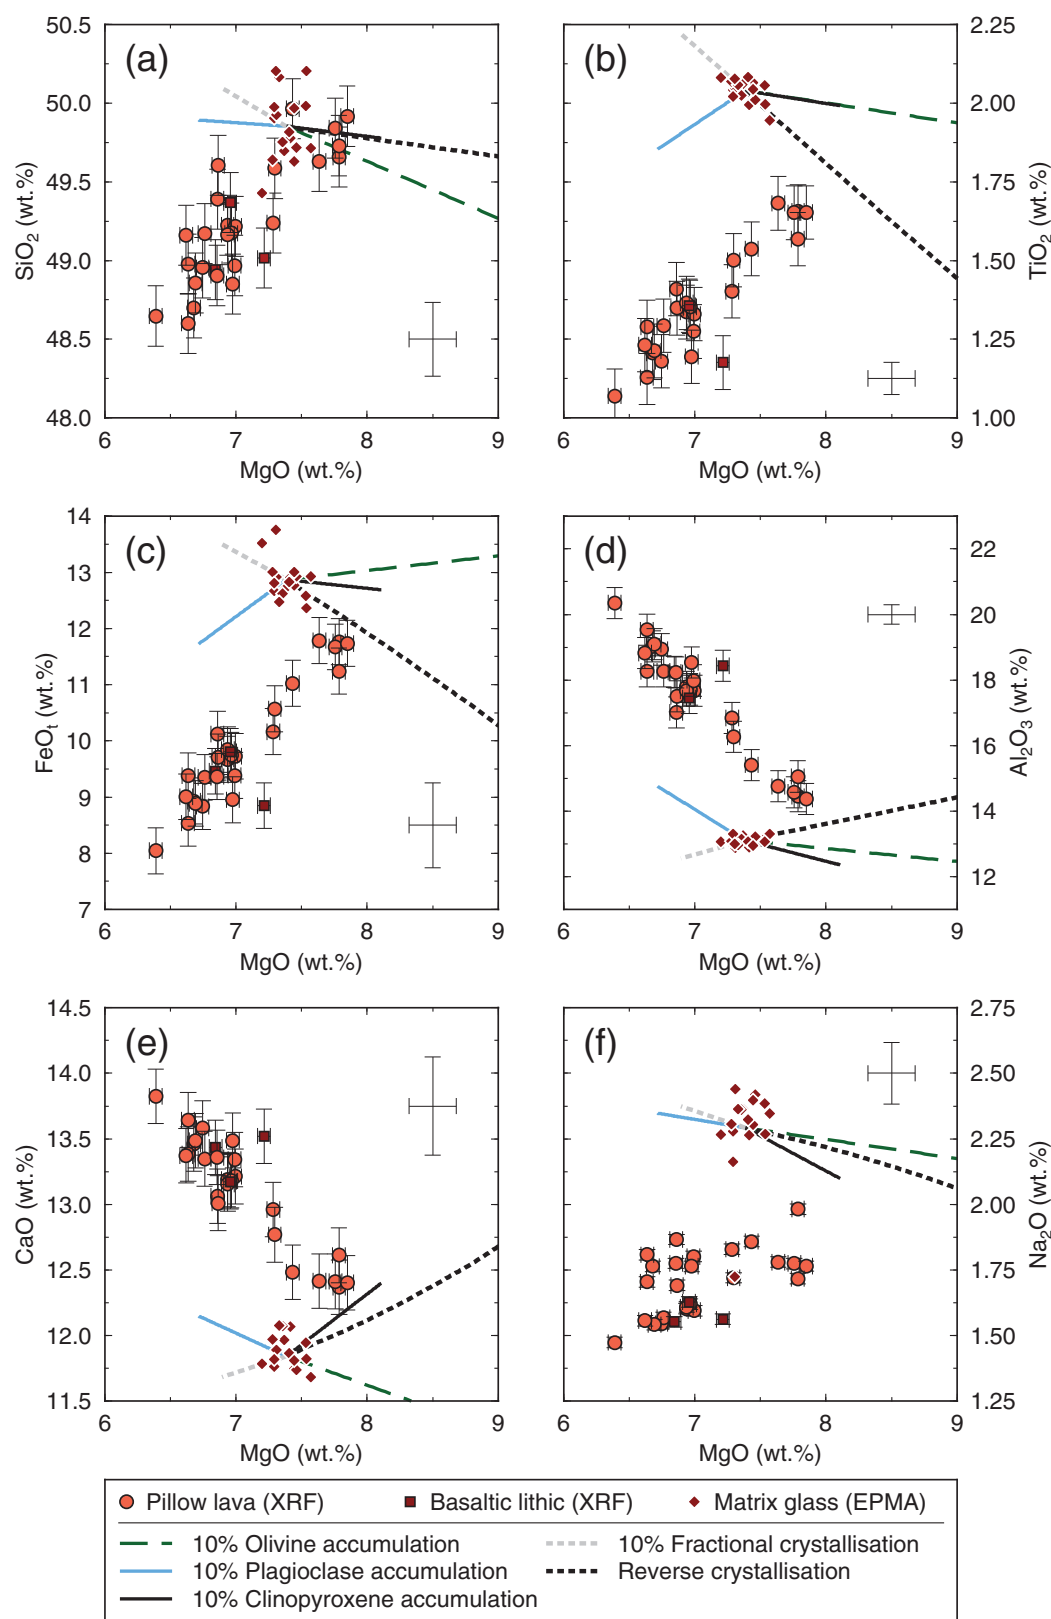 (a)
50.5
50.0
49.5
49.0
48.5
48.0
SiO2 (wt.%)
6 7 8 9
MgO (wt.%)
(b)
2.25
2.00
1.75
1.50
1.25
1.00
TiO2 (wt.%)
6 7 8 9
MgO (wt.%)
(c)
14
13
12
11
10
9
8
7
FeOt (wt.%)
6 7 8 9
MgO (wt.%)
(d)
22
20
18
16
14
12
Al2O3 (wt.%)
6 7 8 9
MgO (wt.%)
(e)
14.5
14.0
13.5
13.0
12.5
12.0
11.5
CaO (wt.%)
6 7 8 9
MgO (wt.%)
(f)
2.75
2.50
2.25
2.00
1.75
1.50
1.25
Na2O (wt.%)
6 7 8 9
MgO (wt.%)
Pillow lava (XRF) Basaltic lithic (XRF) Matrix glass (EPMA)
10% Olivine accumulation 10% Fractional crystallisation
10% Plagioclase accumulation Reverse crystallisation
10% Clinopyroxene accumulation